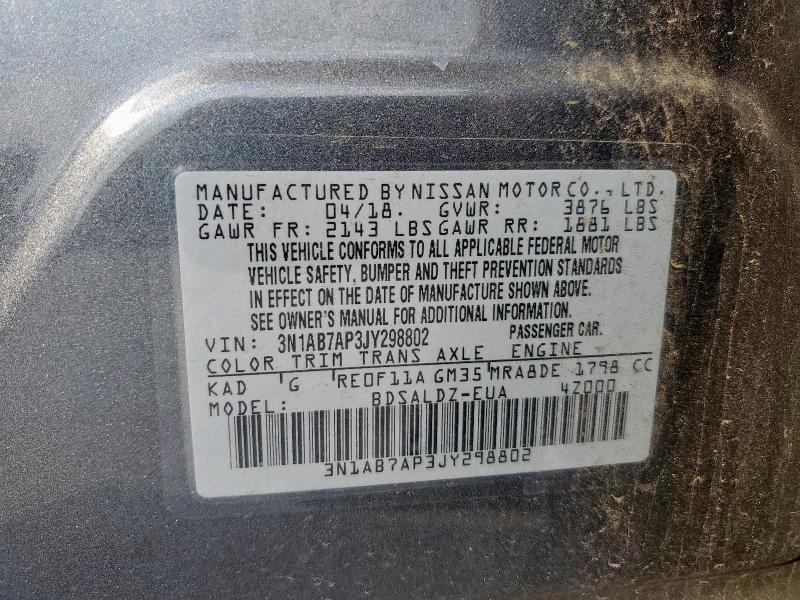 MANUFACTURED BY NISSAN MOTOR CO., LTD.
DATE: 04/18. GVWR: 3876 LBS
GAWR FR: 2143 LBS GAWR RR: 1881 LBS
THIS VEHICLE CONFORMS TO ALL APPLICABLE FEDERAL MOTOR
VEHICLE SAFETY, BUMPER AND THEFT PREVENTION STANDARDS
IN EFFECT ON THE DATE OF MANUFACTURE SHOWN ABOVE.
SEE OWNER'S MANUAL FOR ADDITIONAL INFORMATION.
VIN: 3N1AB7AP3JY298802 PASSENGER CAR.
COLOR TRIM TRANS AXLE ENGINE
KAD G RE0F11A GM35 MRA8DE 1798 CC
MODEL: BDSALDZ-EUA 4Z000
3N1AB7AP3JY298802